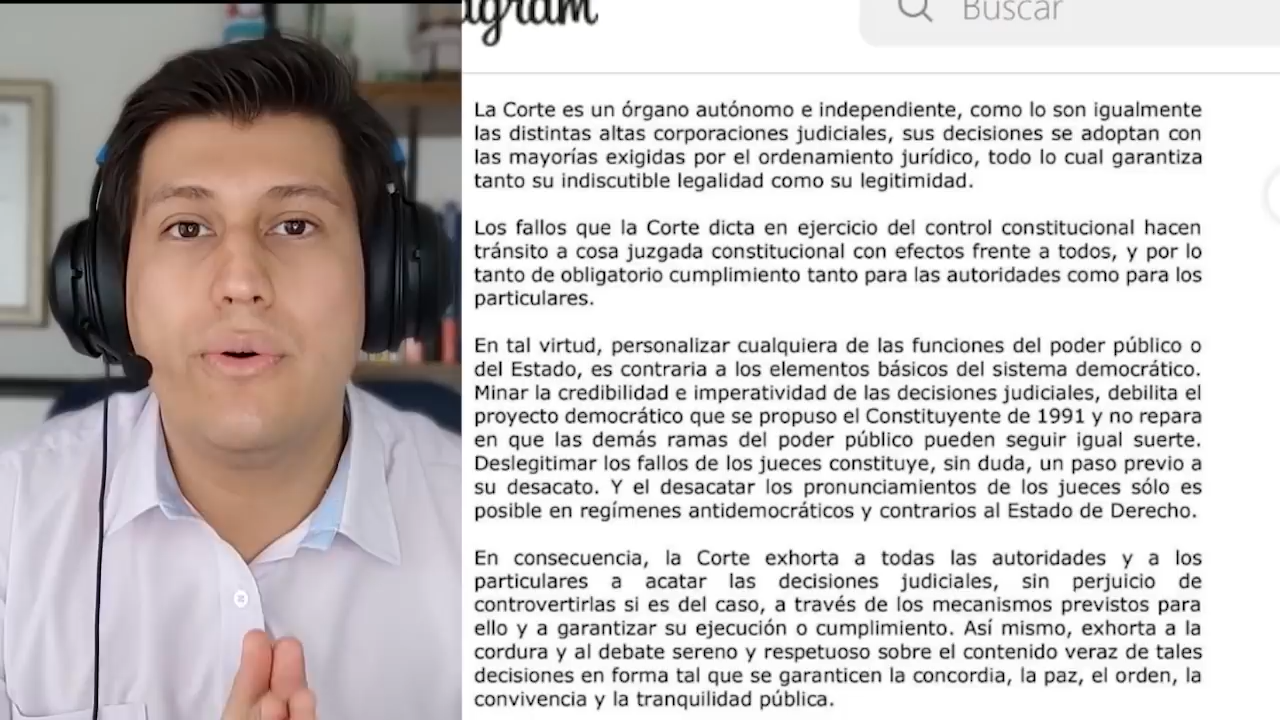 Buscar
La Corte es un órgano autónomo e independiente, como lo son igualmente
las distintas altas corporaciones judiciales, sus decisiones se adoptan con
las mayorías exigidas por el ordenamiento jurídico, todo lo cual garantiza
tanto su indiscutible legalidad como su legitimidad.
Los fallos que la Corte dicta en ejercicio del control constitucional hacen
tránsito a cosa juzgada constitucional con efectos frente a todos, y por lo
tanto de obligatorio cumplimiento tanto para las autoridades como para los
particulares.
En tal virtud, personalizar cualquiera de las funciones del poder público o
del Estado, es contraria a los elementos básicos del sistema democrático.
Minar la credibilidad e imperatividad de las decisiones judiciales, debilita el
proyecto democrático que se propuso el Constituyente de 1991 y no repara
en que las demás ramas del poder público pueden seguir igual suerte.
Deslegitimar los fallos de los jueces constituye, sin duda, un paso previo a
su desacato. Y el desacatar los pronunciamientos de los jueces sólo es
posible en regímenes antidemocráticos y contrarios al Estado de Derecho.
En consecuencia, la Corte exhorta a todas las autoridades y a los
particulares a acatar las decisiones judiciales, sin perjuicio de
controvertirlas si es del caso, a través de los mecanismos previstos para
ello y a garantizar su ejecución o cumplimiento. Así mismo, exhorta a la
cordura y al debate sereno y respetuoso sobre el contenido veraz de tales
decisiones en forma tal que se garanticen la concordia, la paz, el orden, la
convivencia y la tranquilidad pública.